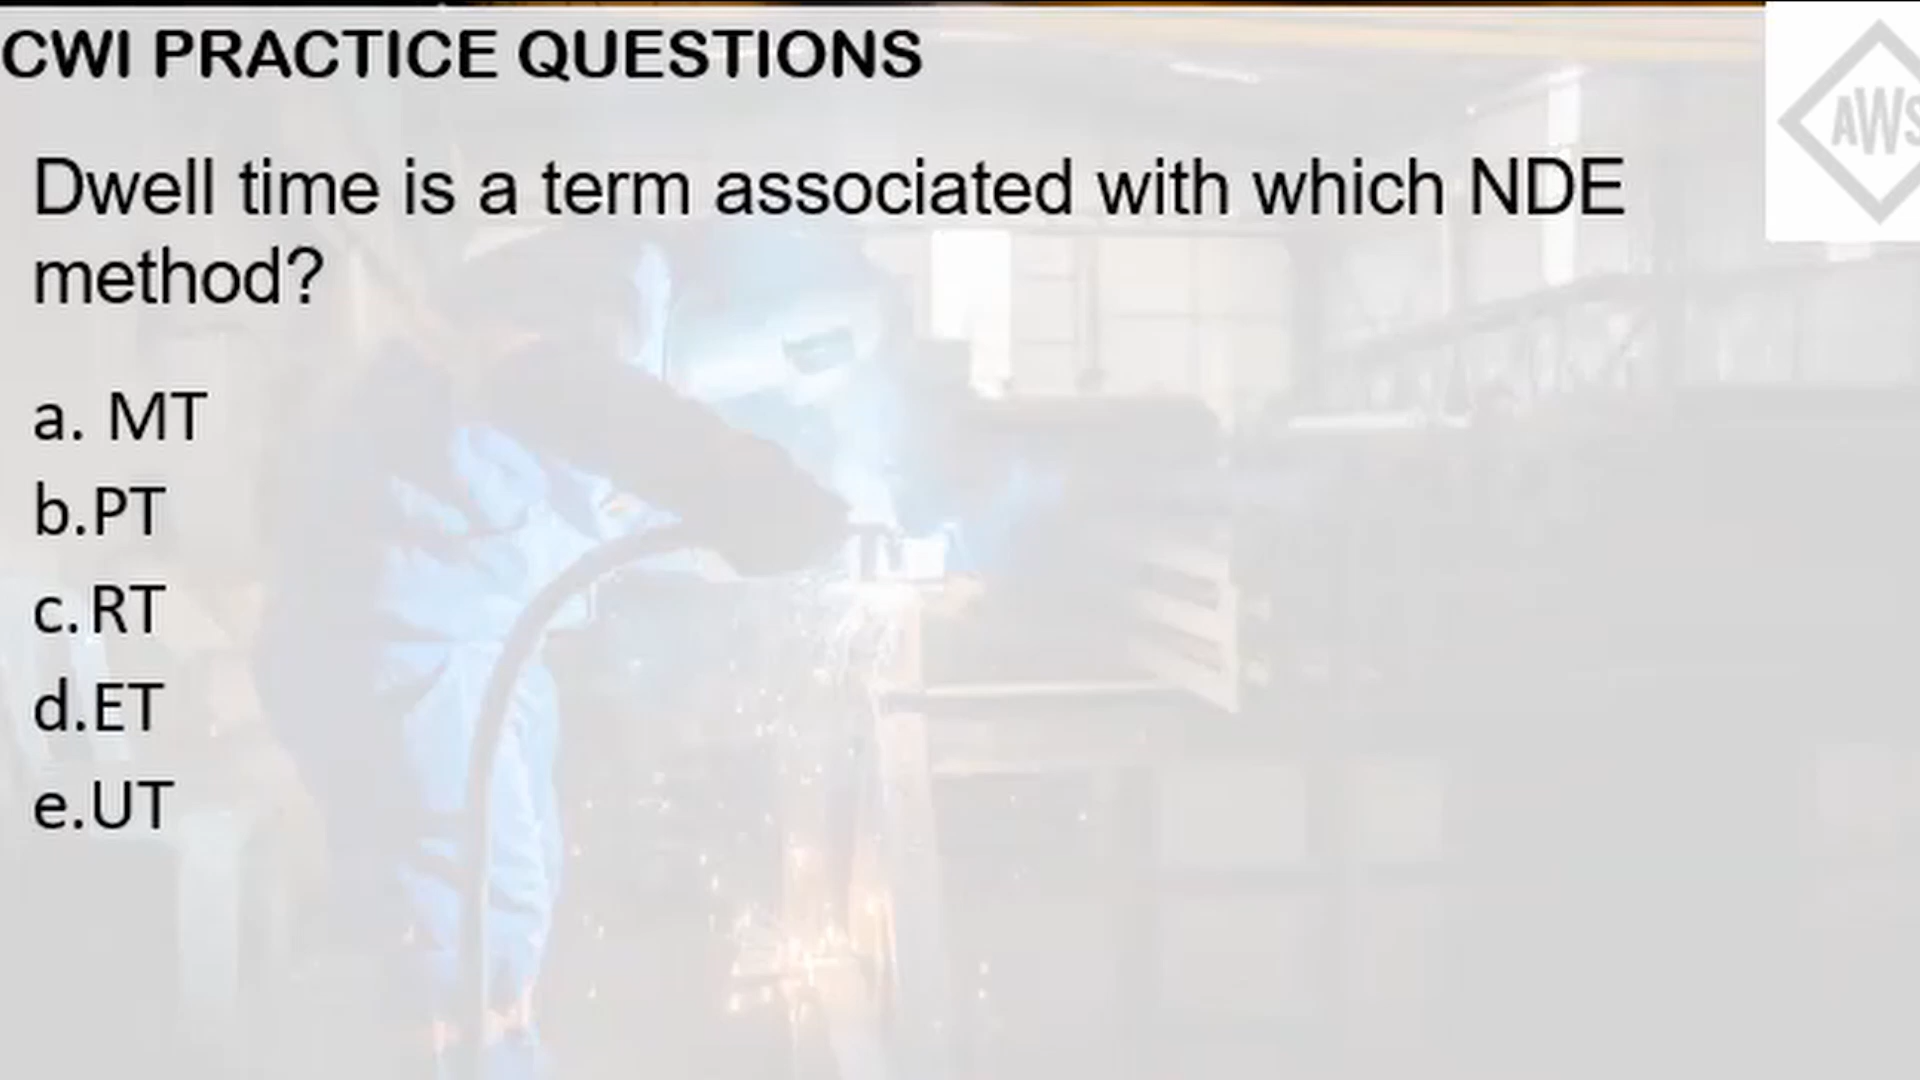 CWI PRACTICE QUESTIONS
AWS
Dwell time is a term associated with which NDE
method?
a. MT
b.PT
c. RT
d.ET
e.UT